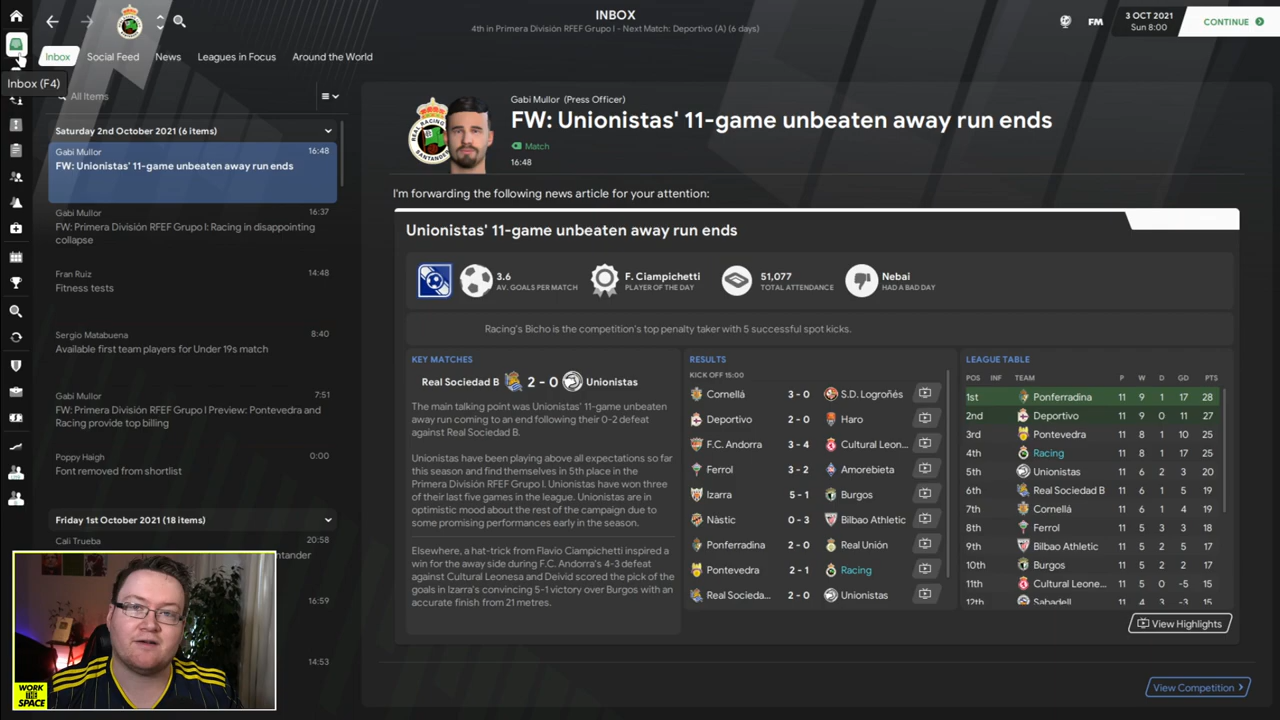 INBOX
4th in Primera División RFEF Grupo I - Next Match: Deportivo (A) (6 days)
FM
3 OCT 2021
Sun 8:00
CONTINUE
Inbox
Social Feed
News
Leagues in Focus
Around the World
Inbox (F4)
All Items
Saturday 2nd October 2021 (6 items)
Gabi Mullor 16:48
FW: Unionistas' 11-game unbeaten away run ends
Gabi Mullor 16:37
FW: Primera División RFEF Grupo I: Racing in disappointing
collapse
Fran Ruiz 14:48
Fitness tests
Sergio Matabuena 8:40
Available first team players for Under 19s match
Gabi Mullor 7:51
FW: Primera División RFEF Grupo I Preview: Pontevedra and
Racing provide top billing
Poppy Haigh 0:00
Font removed from shortlist
Friday 1st October 2021 (18 items)
Cali Trueba 20:58
ntander
16:59
14:53
WORK
THE
SPACE
Gabi Mullor (Press Officer)
FW: Unionistas' 11-game unbeaten away run ends
Match
16:48
I'm forwarding the following news article for your attention:
Unionistas' 11-game unbeaten away run ends
3.6
AV. GOALS PER MATCH
F. Ciampichetti
PLAYER OF THE DAY
51,077
TOTAL ATTENDANCE
Nebai
HAD A BAD DAY
Racing's Bicho is the competition's top penalty taker with 5 successful spot kicks.
KEY MATCHES
Real Sociedad B 2 - 0 Unionistas
The main talking point was Unionistas' 11-game unbeaten
away run coming to an end following their 0-2 defeat
against Real Sociedad B.
Unionistas have been playing above all expectations so far
this season and find themselves in 5th place in the
Primera División RFEF Grupo I. Unionistas have won three
of their last five games in the league. Unionistas are in
optimistic mood about the rest of the campaign due to
some promising performances early in the season.
Elsewhere, a hat-trick from Flavio Ciampichetti inspired a
win for the away side during F.C. Andorra's 4-3 defeat
against Cultural Leonesa and Deivid scored the pick of the
goals in Izarra's convincing 5-1 victory over Burgos with an
accurate finish from 21 metres.
RESULTS
KICK OFF 15:00
Cornellá 3 - 0 S.D. Logroñés
Deportivo 2 - 0 Haro
F.C. Andorra 3 - 4 Cultural Leon...
Ferrol 3 - 2 Amorebieta
Izarra 5 - 1 Burgos
Nàstic 0 - 3 Bilbao Athletic
Ponferradina 2 - 0 Real Unión
Pontevedra 2 - 1 Racing
Real Socieda... 2 - 0 Unionistas
LEAGUE TABLE
POS INF TEAM P W D GD PTS
1st Ponferradina 11 9 1 17 28
2nd Deportivo 11 9 0 11 27
3rd Pontevedra 11 8 1 10 25
4th Racing 11 8 1 17 25
5th Unionistas 11 6 2 3 20
6th Real Sociedad B 11 6 1 5 19
7th Cornellá 11 6 1 4 19
8th Ferrol 11 5 3 3 18
9th Bilbao Athletic 11 5 2 5 17
10th Burgos 11 5 2 2 17
11th Cultural Leone... 11 5 0 -5 15
12th Sabadell 11 4 3 -3 15
View Highlights
View Competition